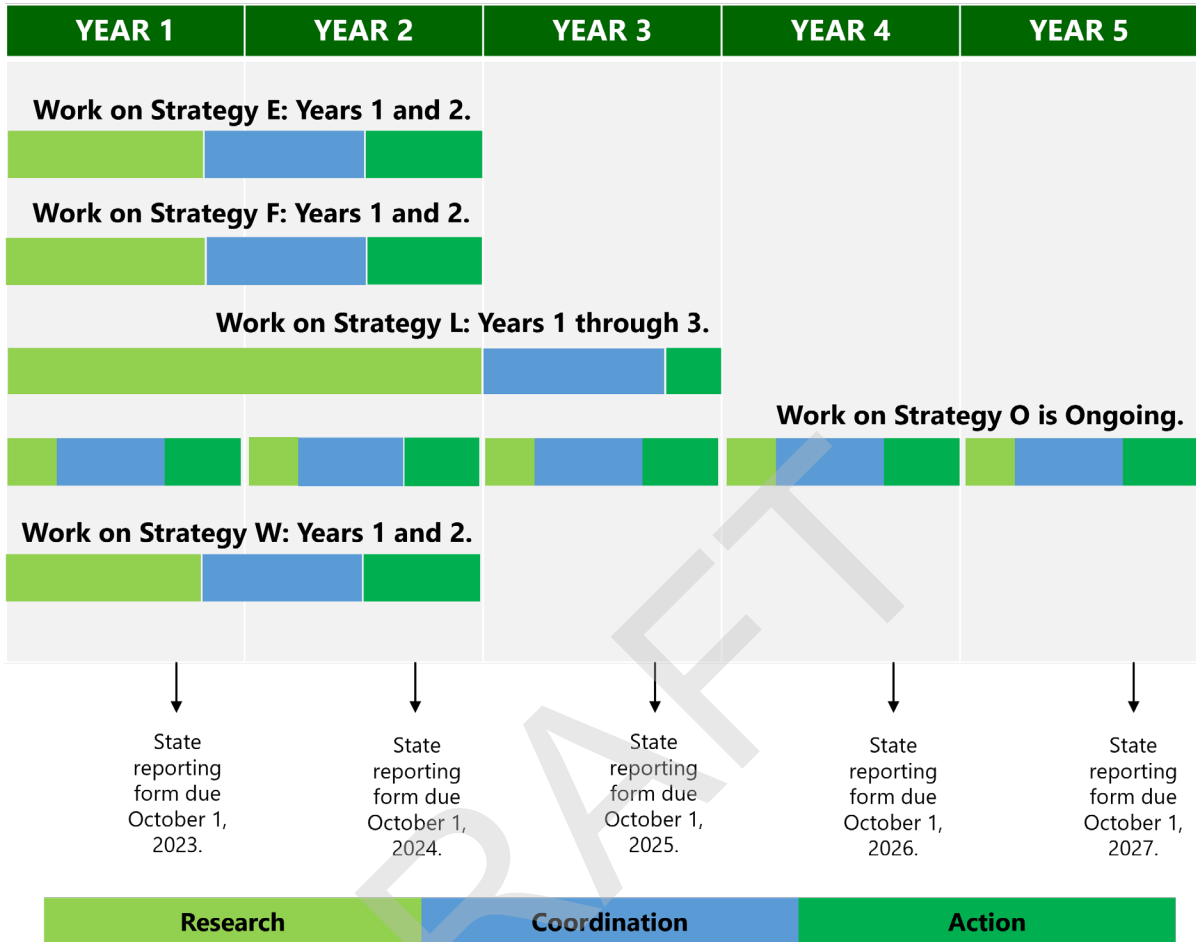 YEAR 1 YEAR 2 YEAR 3 YEAR 4 YEAR 5
Work on Strategy E: Years 1 and 2.
Work on Strategy F: Years 1 and 2.
Work on Strategy L: Years 1 through 3.
Work on Strategy O is Ongoing.
Work on Strategy W: Years 1 and 2.
State
reporting
form due
October 1,
2023.
State
reporting
form due
October 1,
2024.
State
reporting
form due
October 1,
2025.
State
reporting
form due
October 1,
2026.
State
reporting
form due
October 1,
2027.
Research Coordination Action
RAFT